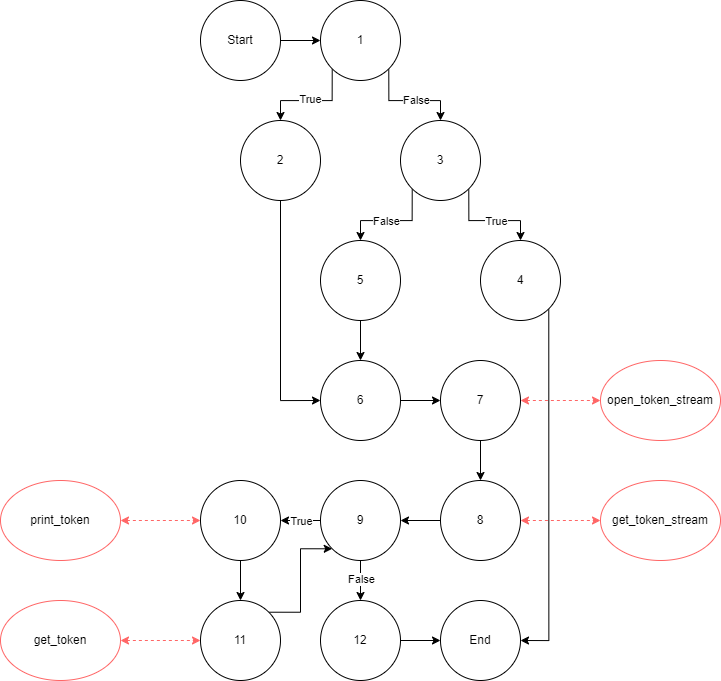 Start
1
True
False
2
3
False
True
5
4
6
7
open_token_stream
print_token
10
True
9
8
get_token_stream
False
get_token
11
12
End